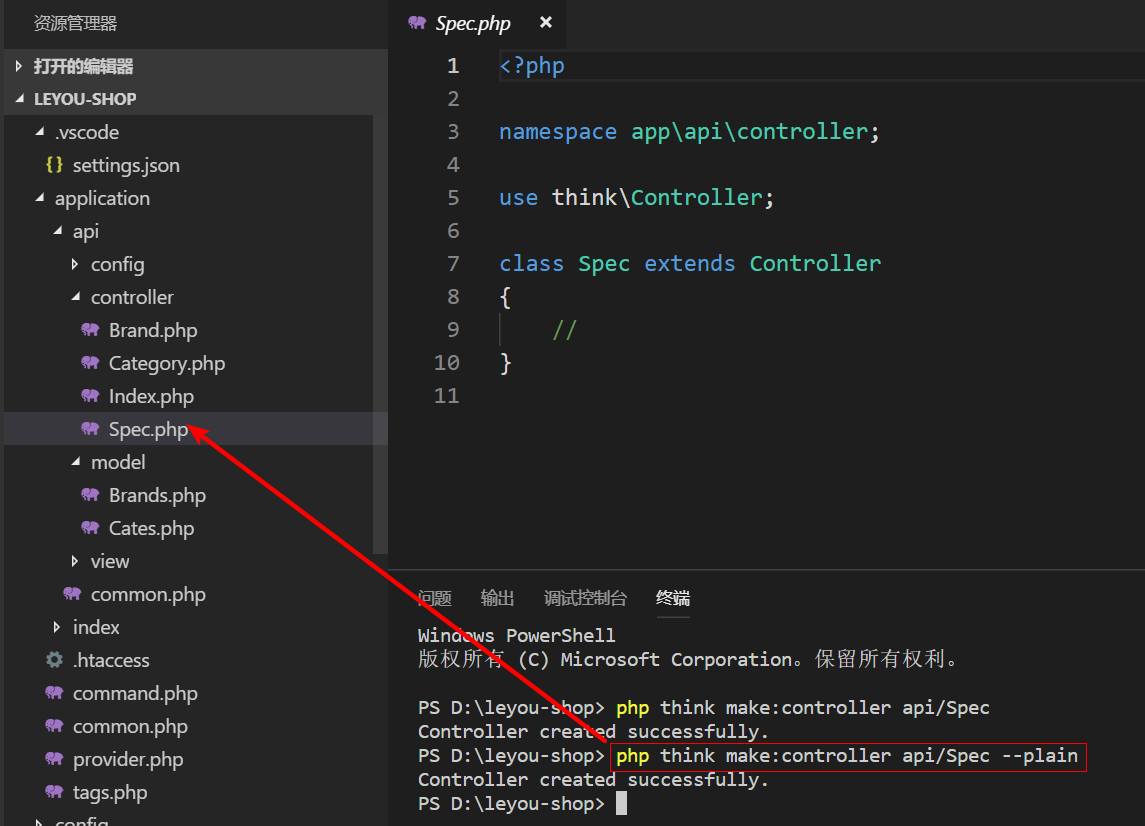 资源管理器
打开的编辑器
LEYOU-SHOP
.vscode
{} settings.json
application
api
config
controller
Brand.php
Category.php
Index.php
Spec.php
model
Brands.php
Cates.php
view
common.php
index
.htaccess
command.php
common.php
provider.php
tags.php
config
Spec.php ×
1 <?php
2
3 namespace app\api\controller;
4
5 use think\Controller;
6
7 class Spec extends Controller
8 {
9 //
10 }
11
问题 输出 调试控制台 终端
Windows PowerShell
版权所有 (C) Microsoft Corporation。保留所有权利。
PS D:\leyou-shop> php think make:controller api/Spec
Controller created successfully.
PS D:\leyou-shop> php think make:controller api/Spec --plain
Controller created successfully.
PS D:\leyou-shop>